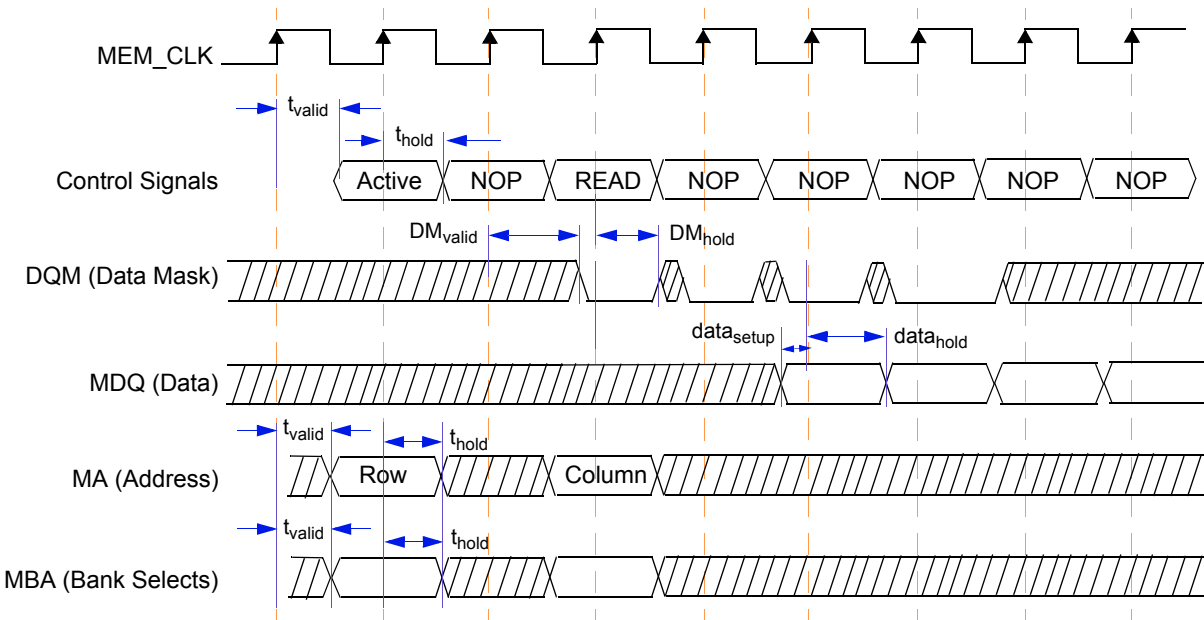 MEM_CLK
tvalid
thold
Control Signals
Active NOP READ NOP NOP NOP NOP NOP
DMvalid DMhold
DQM (Data Mask)
datasetup datahold
MDQ (Data)
tvalid thold
MA (Address) Row Column
tvalid thold
MBA (Bank Selects)